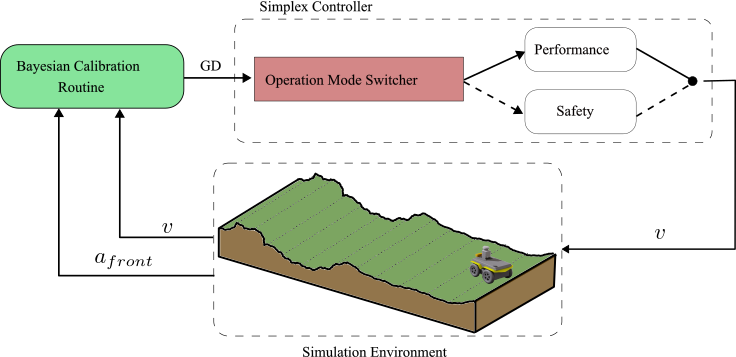 Simplex Controller
Bayesian Calibration
Routine
GD
Operation Mode Switcher
Performance
Safety
v
a_{front}
v
Simulation Environment